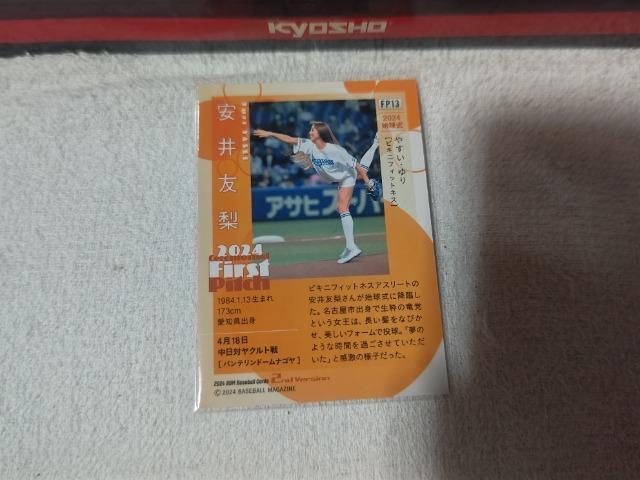 KYOSHO
安井友梨
Yuri YASUI
FP13
2024
始球式
やすい・ゆり
[ビキニフィットネス]
アサヒスーパ
2024
Ceremonial
First
Pitch
1984.1.13生まれ
173cm
愛知県出身
4月18日
中日対ヤクルト戦
[バンテリンドームナゴヤ]
ビキニフィットネスアスリートの
安井友梨さんが始球式に降臨し
た。名古屋市出身で生粋の竜党
という女王は、長い髪をなびか
せ、美しいフォームで投球。「夢の
ような時間を過ごさせていただ
いた」と感激の様子だった。
2024 BBM Baseball Cards 2nd Version
© 2024 BASEBALL MAGAZINE